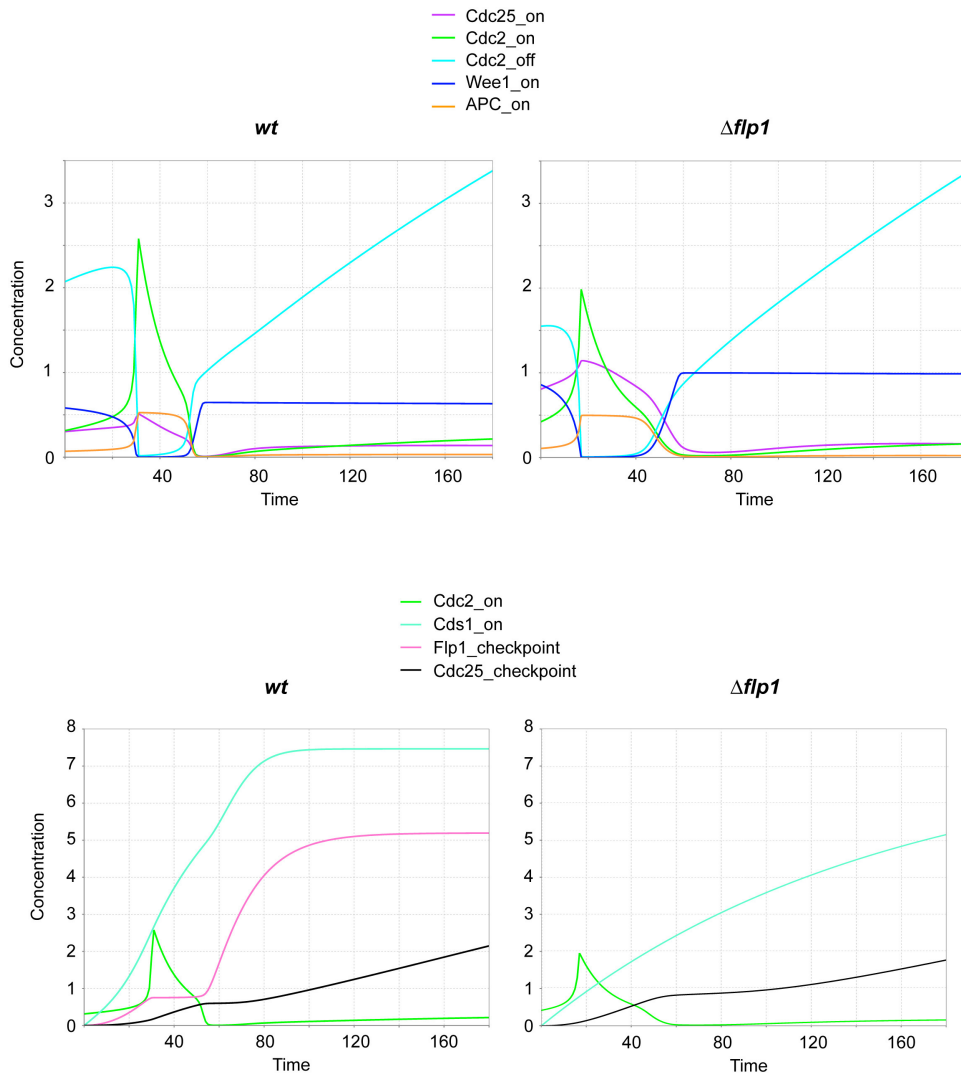 Cdc25_on
Cdc2_on
Cdc2_off
Wee1_on
APC_on
wt
Δflp1
3
2
1
0
40
80
120
160
Concentration
Time
3
2
1
0
40
80
120
160
Time
Cdc2_on
Cds1_on
Flp1_checkpoint
Cdc25_checkpoint
wt
Δflp1
8
7
6
5
4
3
2
1
0
40
80
120
160
Concentration
Time
8
7
6
5
4
3
2
1
0
40
80
120
160
Time